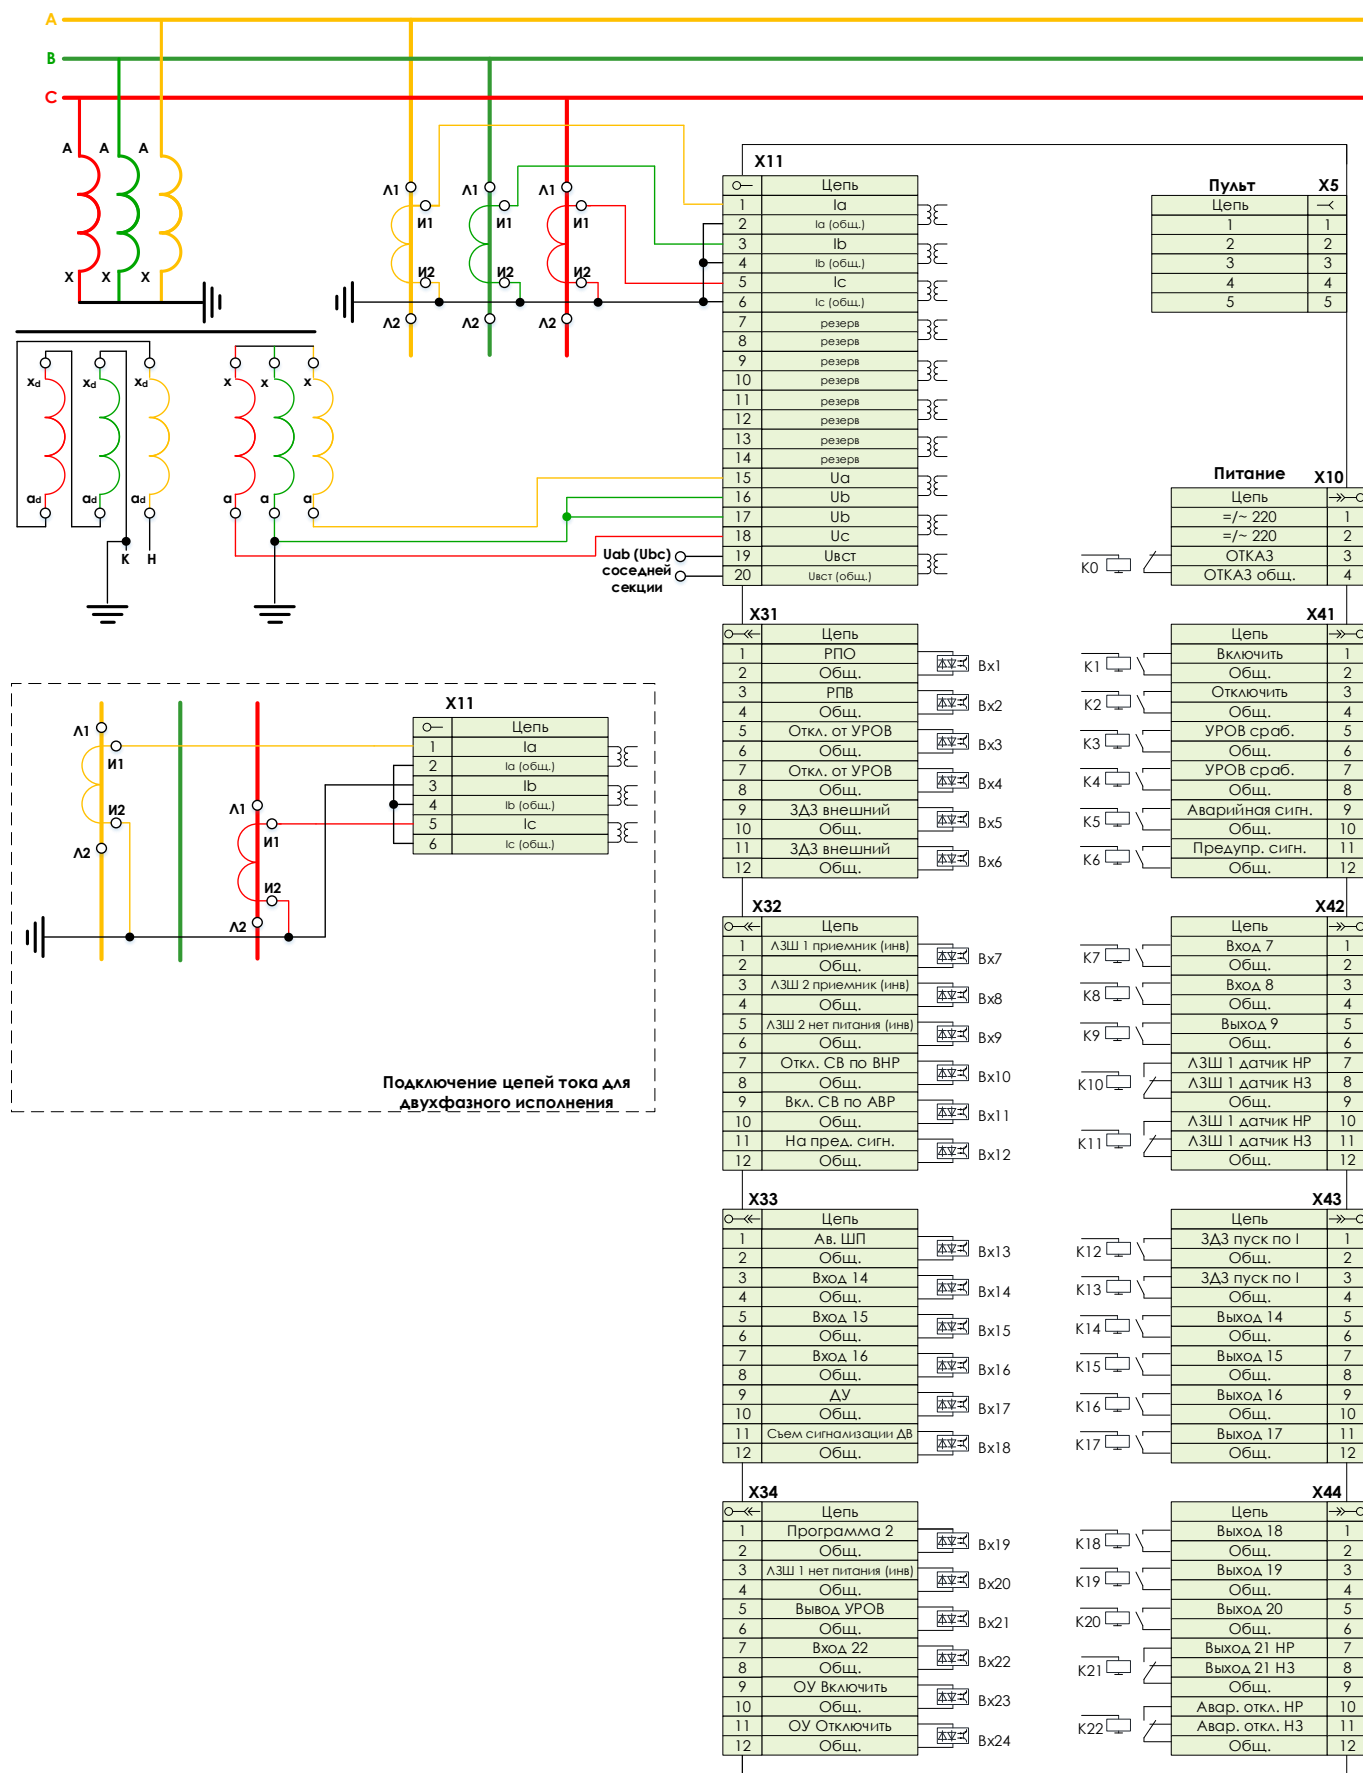 A
B
C
A A A
X X X
Λ1 Λ1 Λ1
И1 И1 И1
И2 И2 И2
Λ2 Λ2 Λ2
xd xd xd
x x x
ad ad ad
a a a
К Н
Uab (Ubc)
соседней
секции
X11
Цепь
1 Ia
2 Ia (общ.)
3 Ib
4 Ib (общ.)
5 Ic
6 Ic (общ.)
7 резерв
8 резерв
9 резерв
10 резерв
11 резерв
12 резерв
13 резерв
14 резерв
15 Ua
16 Ub
17 Ub
18 Uc
19 Uвст
20 Uвст (общ.)
Пульт X5
Цепь
1 1
2 2
3 3
4 4
5 5
Питание X10
Цепь
=/~ 220 1
=/~ 220 2
K0 ОТКАЗ 3
ОТКАЗ общ. 4
X31
Цепь
1 РПО
2 Общ. Вх1
3 РПВ
4 Общ. Вх2
5 Откл. от УРОВ
6 Общ. Вх3
7 Откл. от УРОВ
8 Общ. Вх4
9 ЗДЗ внешний
10 Общ. Вх5
11 ЗДЗ внешний
12 Общ. Вх6
X41
Цепь
K1 Включить 1
Общ. 2
K2 Отключить 3
Общ. 4
K3 УРОВ сраб. 5
Общ. 6
K4 УРОВ сраб. 7
Общ. 8
K5 Аварийная сигн. 9
Общ. 10
K6 Предупр. сигн. 11
Общ. 12
Λ1
И1
И2
Λ2
Λ1
И1
И2
Λ2
X11
Цепь
1 Ia
2 Ia (общ.)
3 Ib
4 Ib (общ.)
5 Ic
6 Ic (общ.)
Подключение цепей тока для
двухфазного исполнения
X32
Цепь
1 ЛЗШ 1 приемник (инв)
2 Общ. Вх7
3 ЛЗШ 2 приемник (инв)
4 Общ. Вх8
5 ЛЗШ 2 нет питания (инв)
6 Общ. Вх9
7 Откл. СВ по ВНР
8 Общ. Вх10
9 Вкл. СВ по АВР
10 Общ. Вх11
11 На пред. сигн.
12 Общ. Вх12
X42
Цепь
K7 Вход 7 1
Общ. 2
K8 Вход 8 3
Общ. 4
K9 Выход 9 5
Общ. 6
ЛЗШ 1 датчик НР 7
K10 ЛЗШ 1 датчик НЗ 8
Общ. 9
ЛЗШ 1 датчик НР 10
K11 ЛЗШ 1 датчик НЗ 11
Общ. 12
X33
Цепь
1 Ав. ШП
2 Общ. Вх13
3 Вход 14
4 Общ. Вх14
5 Вход 15
6 Общ. Вх15
7 Вход 16
8 Общ. Вх16
9 ДУ
10 Общ. Вх17
11 Съем сигнализации ДВ
12 Общ. Вх18
X43
Цепь
K12 ЗДЗ пуск по I 1
Общ. 2
K13 ЗДЗ пуск по I 3
Общ. 4
K14 Выход 14 5
Общ. 6
K15 Выход 15 7
Общ. 8
K16 Выход 16 9
Общ. 10
K17 Выход 17 11
Общ. 12
X34
Цепь
1 Программа 2
2 Общ. Вх19
3 ЛЗШ 1 нет питания (инв)
4 Общ. Вх20
5 Вывод УРОВ
6 Общ. Вх21
7 Вход 22
8 Общ. Вх22
9 ОУ Включить
10 Общ. Вх23
11 ОУ Отключить
12 Общ. Вх24
X44
Цепь
K18 Выход 18 1
Общ. 2
K19 Выход 19 3
Общ. 4
K20 Выход 20 5
Общ. 6
Выход 21 НР 7
K21 Выход 21 НЗ 8
Общ. 9
Авар. откл. НР 10
K22 Авар. откл. НЗ 11
Общ. 12